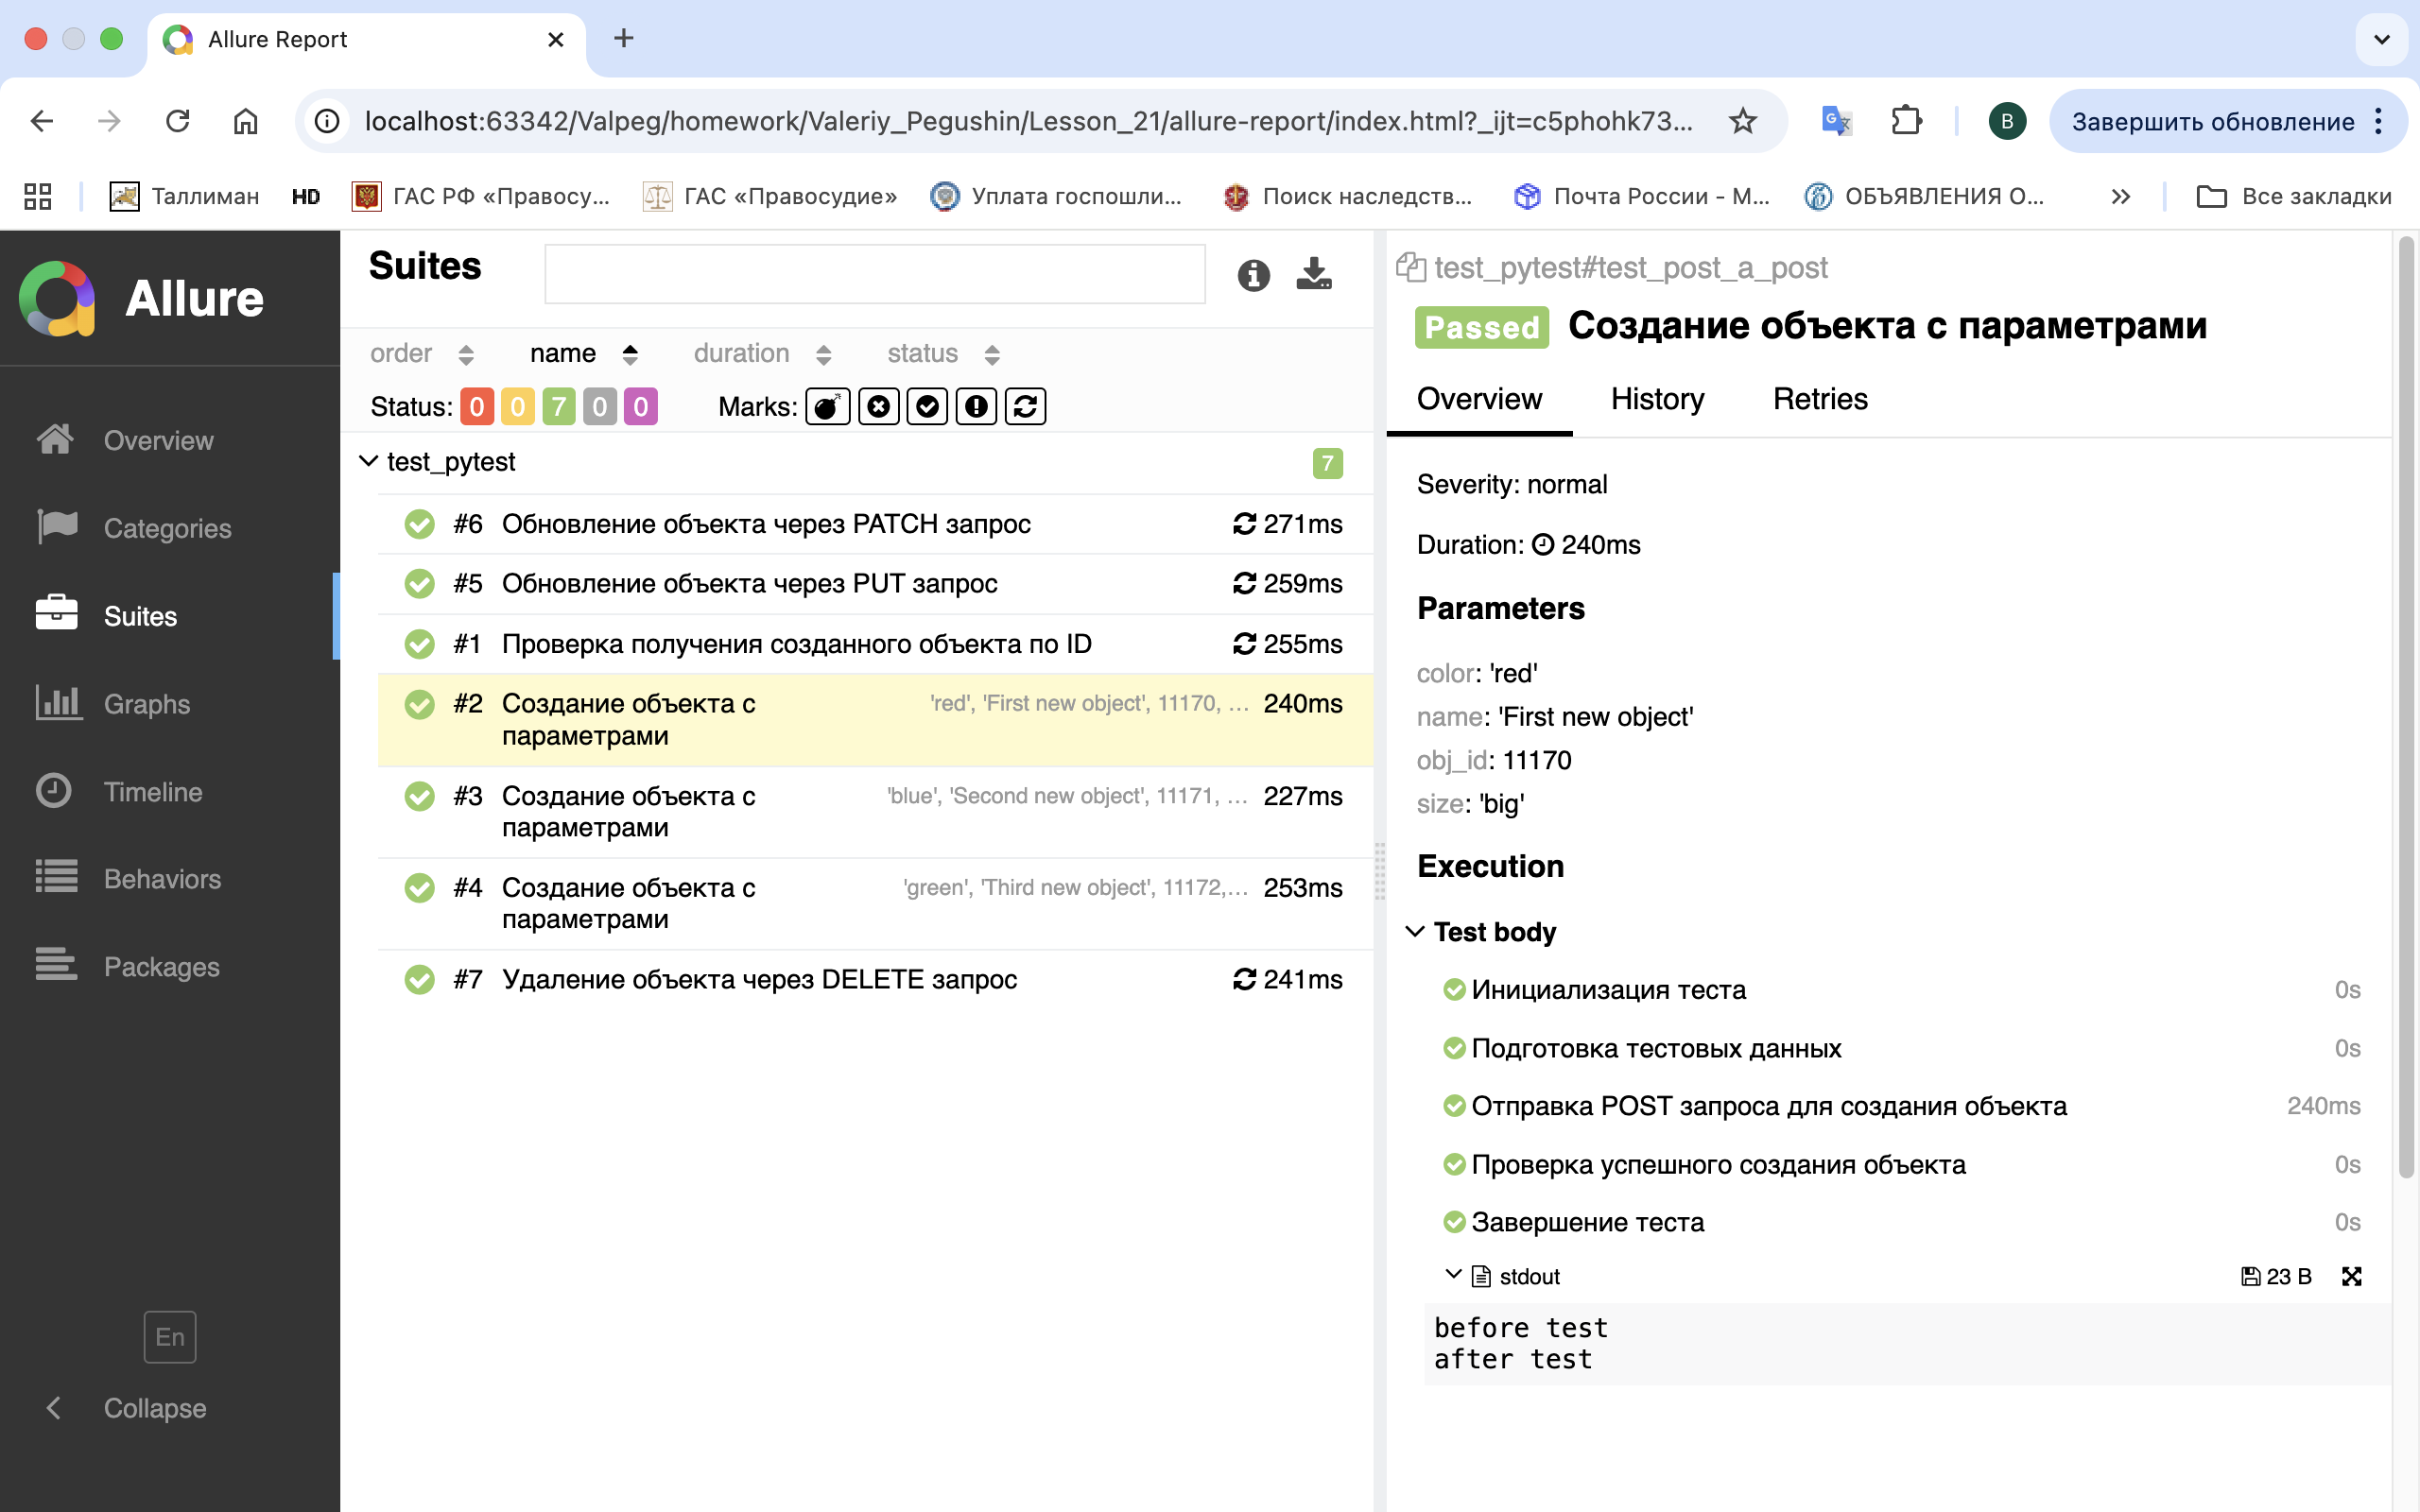 Allure Report
localhost:63342/Valpeg/homework/Valeriy_Pegushin/Lesson_21/allure-report/index.html?_ijt=c5phohk73...
В
Завершить обновление
Таллиман
HD
ГАС РФ «Правосу...
ГАС «Правосудие»
Уплата госпошли...
Поиск наследств...
Почта России - М...
ОБЪЯВЛЕНИЯ О...
Все закладки
Allure
Overview
Categories
Suites
Graphs
Timeline
Behaviors
Packages
En
Collapse
Suites
order name duration status
Status: 0 0 7 0 0 Marks:
test_pytest 7
#6 Обновление объекта через PATCH запрос 271ms
#5 Обновление объекта через PUT запрос 259ms
#1 Проверка получения созданного объекта по ID 255ms
#2 Создание объекта с 'red', 'First new object', 11170, ... 240ms
параметрами
#3 Создание объекта с 'blue', 'Second new object', 11171, ... 227ms
параметрами
#4 Создание объекта с 'green', 'Third new object', 11172,... 253ms
параметрами
#7 Удаление объекта через DELETE запрос 241ms
test_pytest#test_post_a_post
Passed Создание объекта с параметрами
Overview History Retries
Severity: normal
Duration: 240ms
Parameters
color: 'red'
name: 'First new object'
obj_id: 11170
size: 'big'
Execution
Test body
Инициализация теста 0s
Подготовка тестовых данных 0s
Отправка POST запроса для создания объекта 240ms
Проверка успешного создания объекта 0s
Завершение теста 0s
stdout 23 B
before test
after test